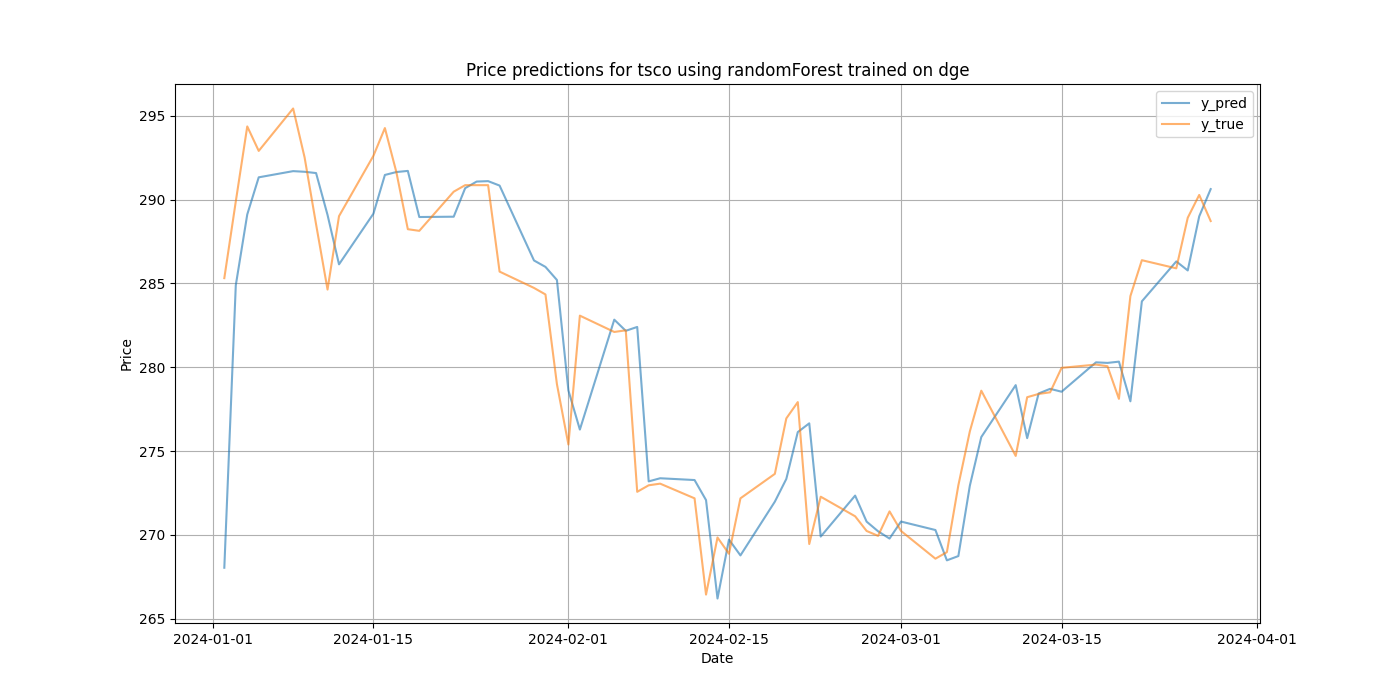 Price predictions for tsco using randomForest trained on dge
y_pred
y_true
295
290
285
280
275
270
265
Price
2024-01-01 2024-01-15 2024-02-01 2024-02-15 2024-03-01 2024-03-15 2024-04-01
Date